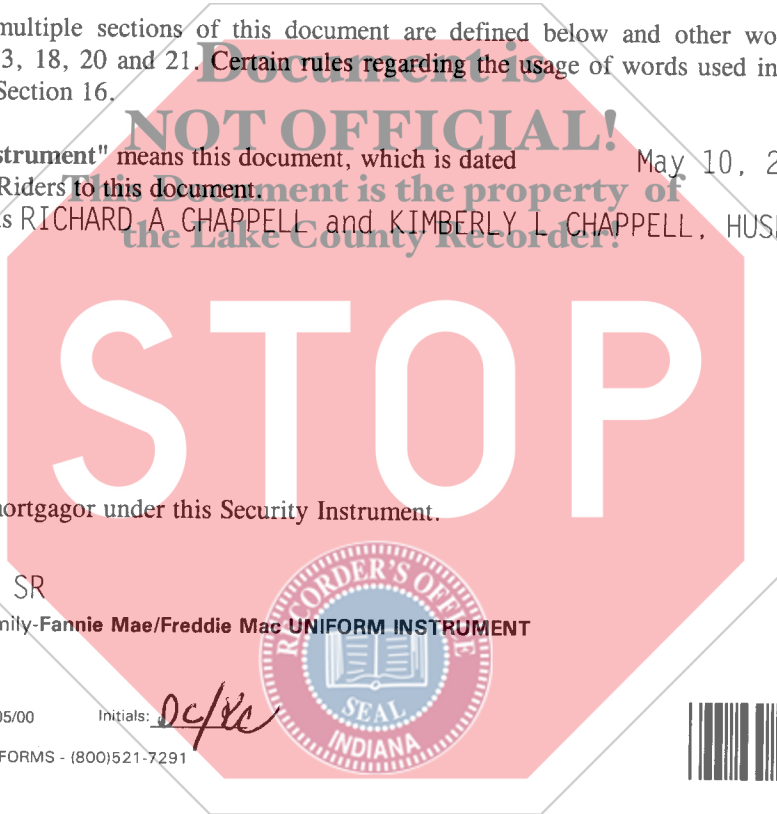 multiple sections of this document are defined below and other wo
3, 18, 20 and 21. Certain rules regarding the usage of words used in
Section 16.
Document is
NOT OFFICIAL!
strument" means this document, which is dated May 10, 2
Riders to this document.
This Document is the property of
the Lake County Recorder!
s RICHARD A CHAPPELL and KIMBERLY L CHAPPELL, HUS
STOP
ortgagor under this Security Instrument.
SR
mily-Fannie Mae/Freddie Mac UNIFORM INSTRUMENT
RECORDER'S OFFICE
SEAL
INDIANA
05/00 Initials:
FORMS - (800)521-7291